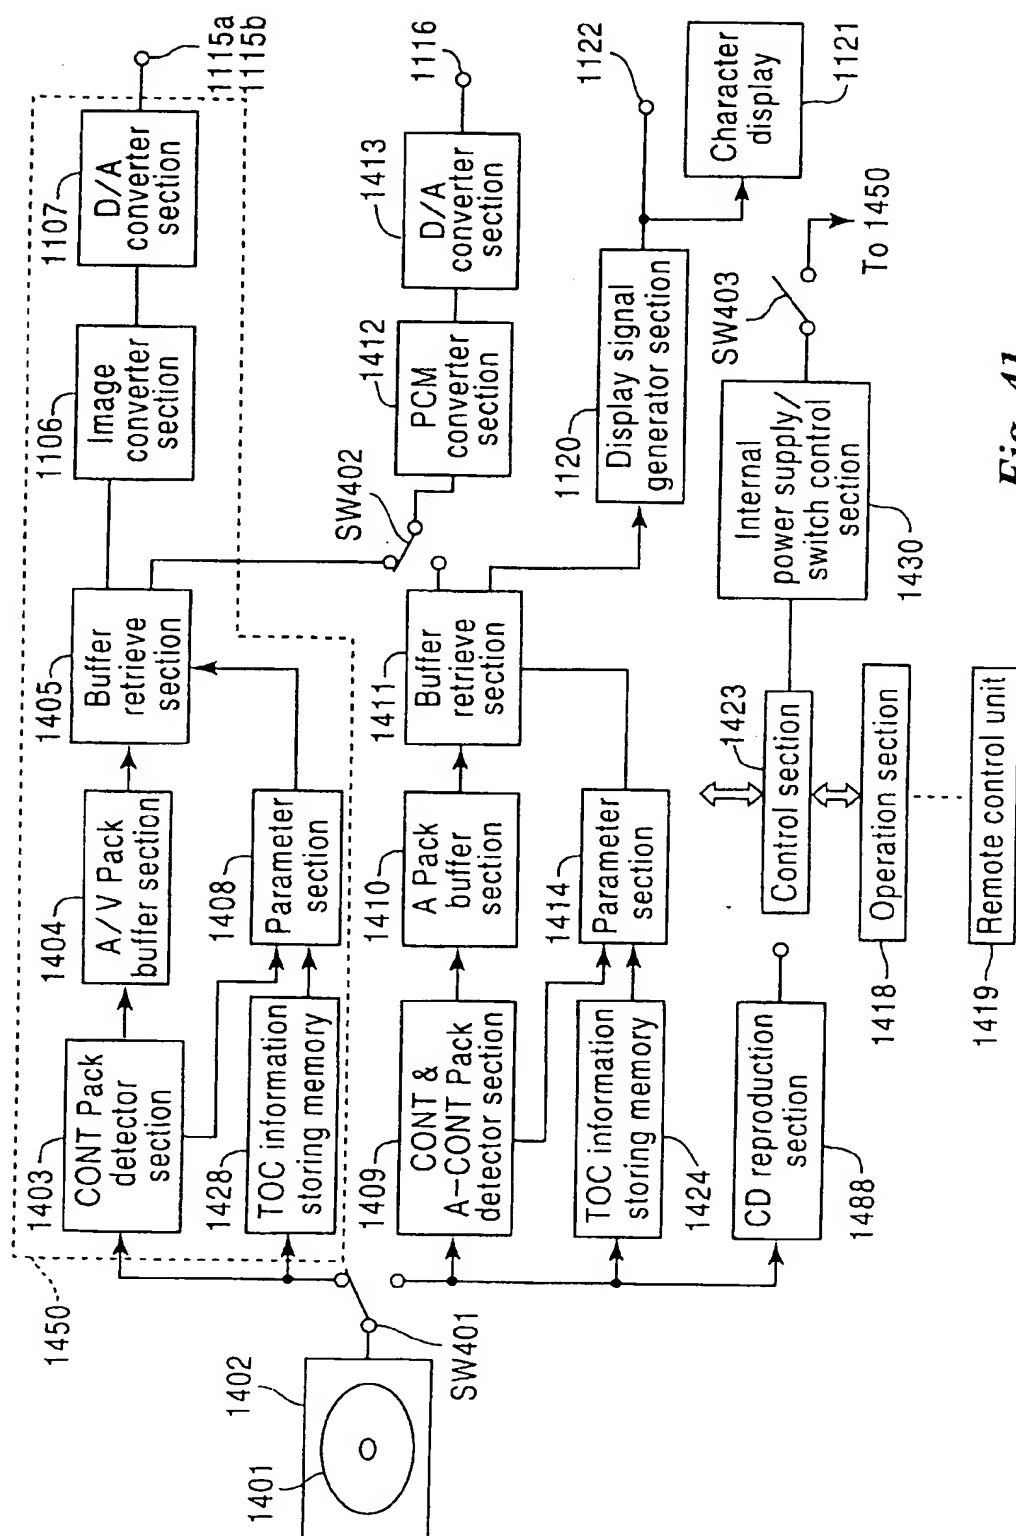 1450
1403
CONT Pack
detector
section
1404
A/V Pack
buffer section
1405
Buffer
retrieve
section
1106
Image
converter
section
1107
D/A
converter
section
1115a
1115b
1428
TOC information
storing memory
1408
Parameter
section
1402
1401
SW401
1409
CONT &
A-CONT Pack
detector section
1410
A Pack
buffer
section
1411
Buffer
retrieve
section
SW402
1412
PCM
converter
section
1413
D/A
converter
section
1116
TOC information
storing memory
1424
1414
Parameter
section
1120
Display signal
generator section
1122
Character
display
1121
CD reproduction
section
1488
1423
Control section
Internal
power supply/
switch control
section
1430
SW403
To 1450
1418
Operation section
1419
Remote control unit